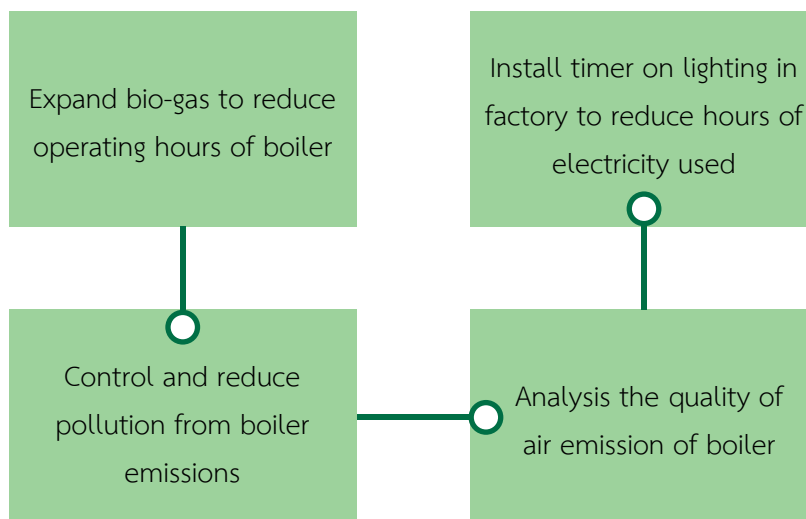 Expand bio-gas to reduce
operating hours of boiler
Control and reduce
pollution from boiler
emissions
Analysis the quality of
air emission of boiler
Install timer on lighting in
factory to reduce hours of
electricity used